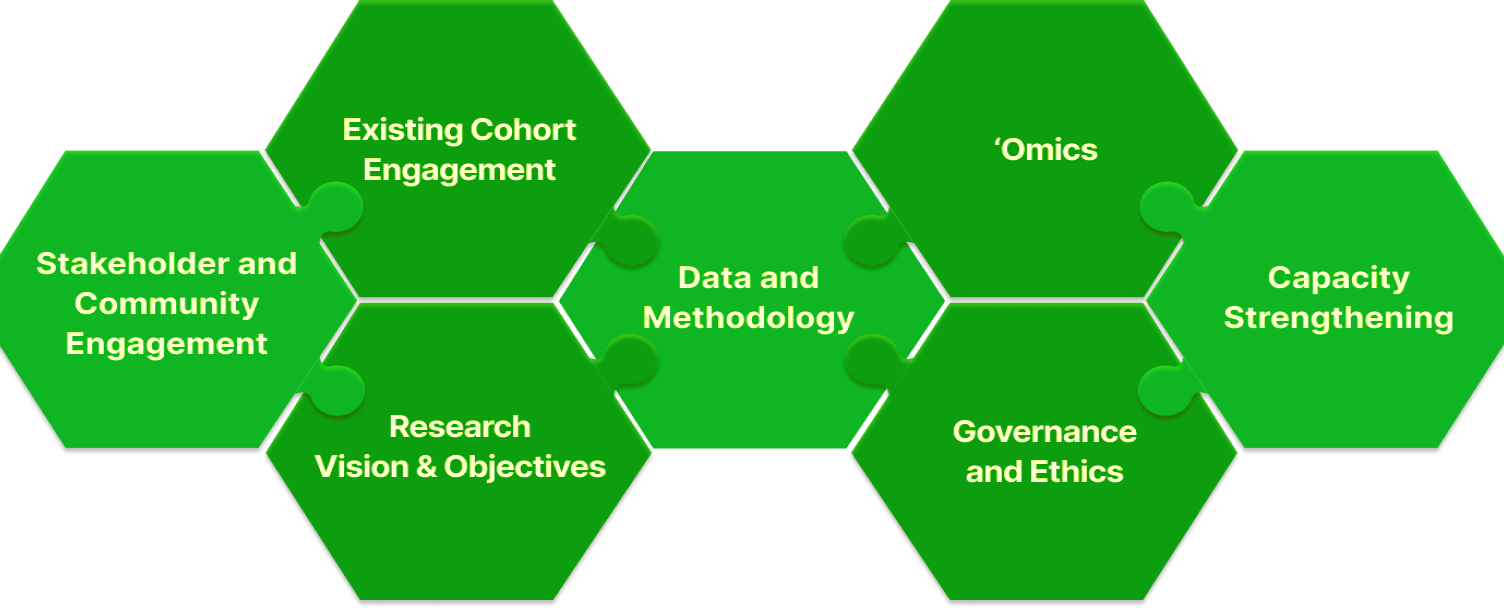 Existing Cohort
Engagement
‘Omics
Stakeholder and
Community
Engagement
Data and
Methodology
Capacity
Strengthening
Research
Vision & Objectives
Governance
and Ethics